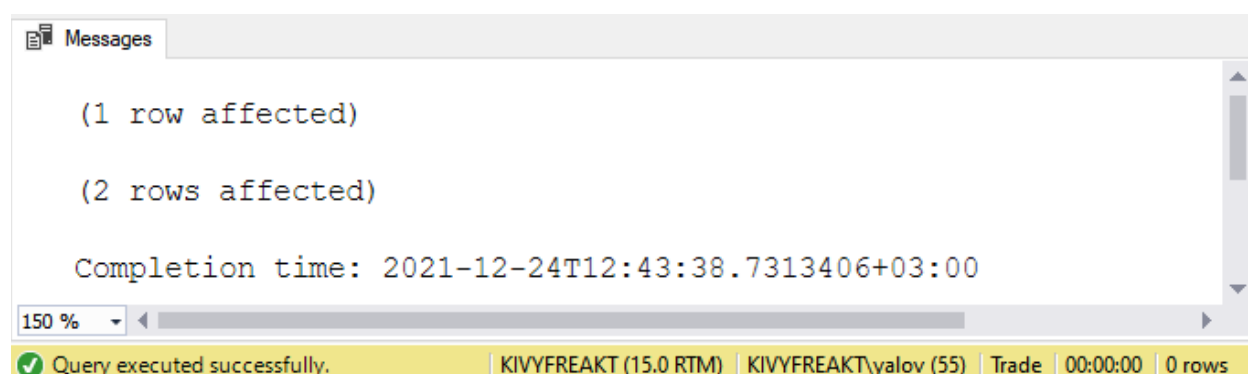 Messages
(1 row affected)
(2 rows affected)
Completion time: 2021-12-24T12:43:38.7313406+03:00
150 %
Query executed successfully. KIVYFREAKT (15.0 RTM) KIVYFREAKT\yalov (55) Trade 00:00:00 0 rows